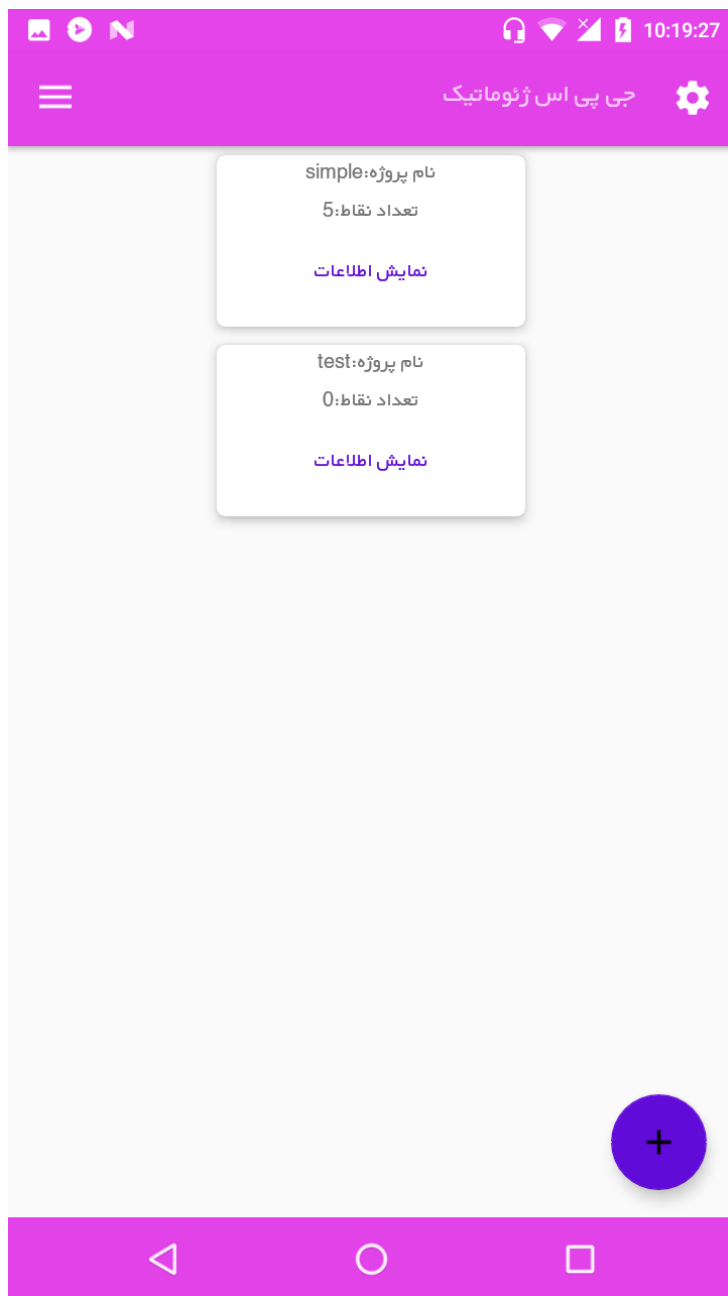 10:19:27
جی پی اس ژئوماتیک
نام پروژه:simple
تعداد نقاط:5
نمایش اطلاعات
نام پروژه:test
تعداد نقاط:0
نمایش اطلاعات